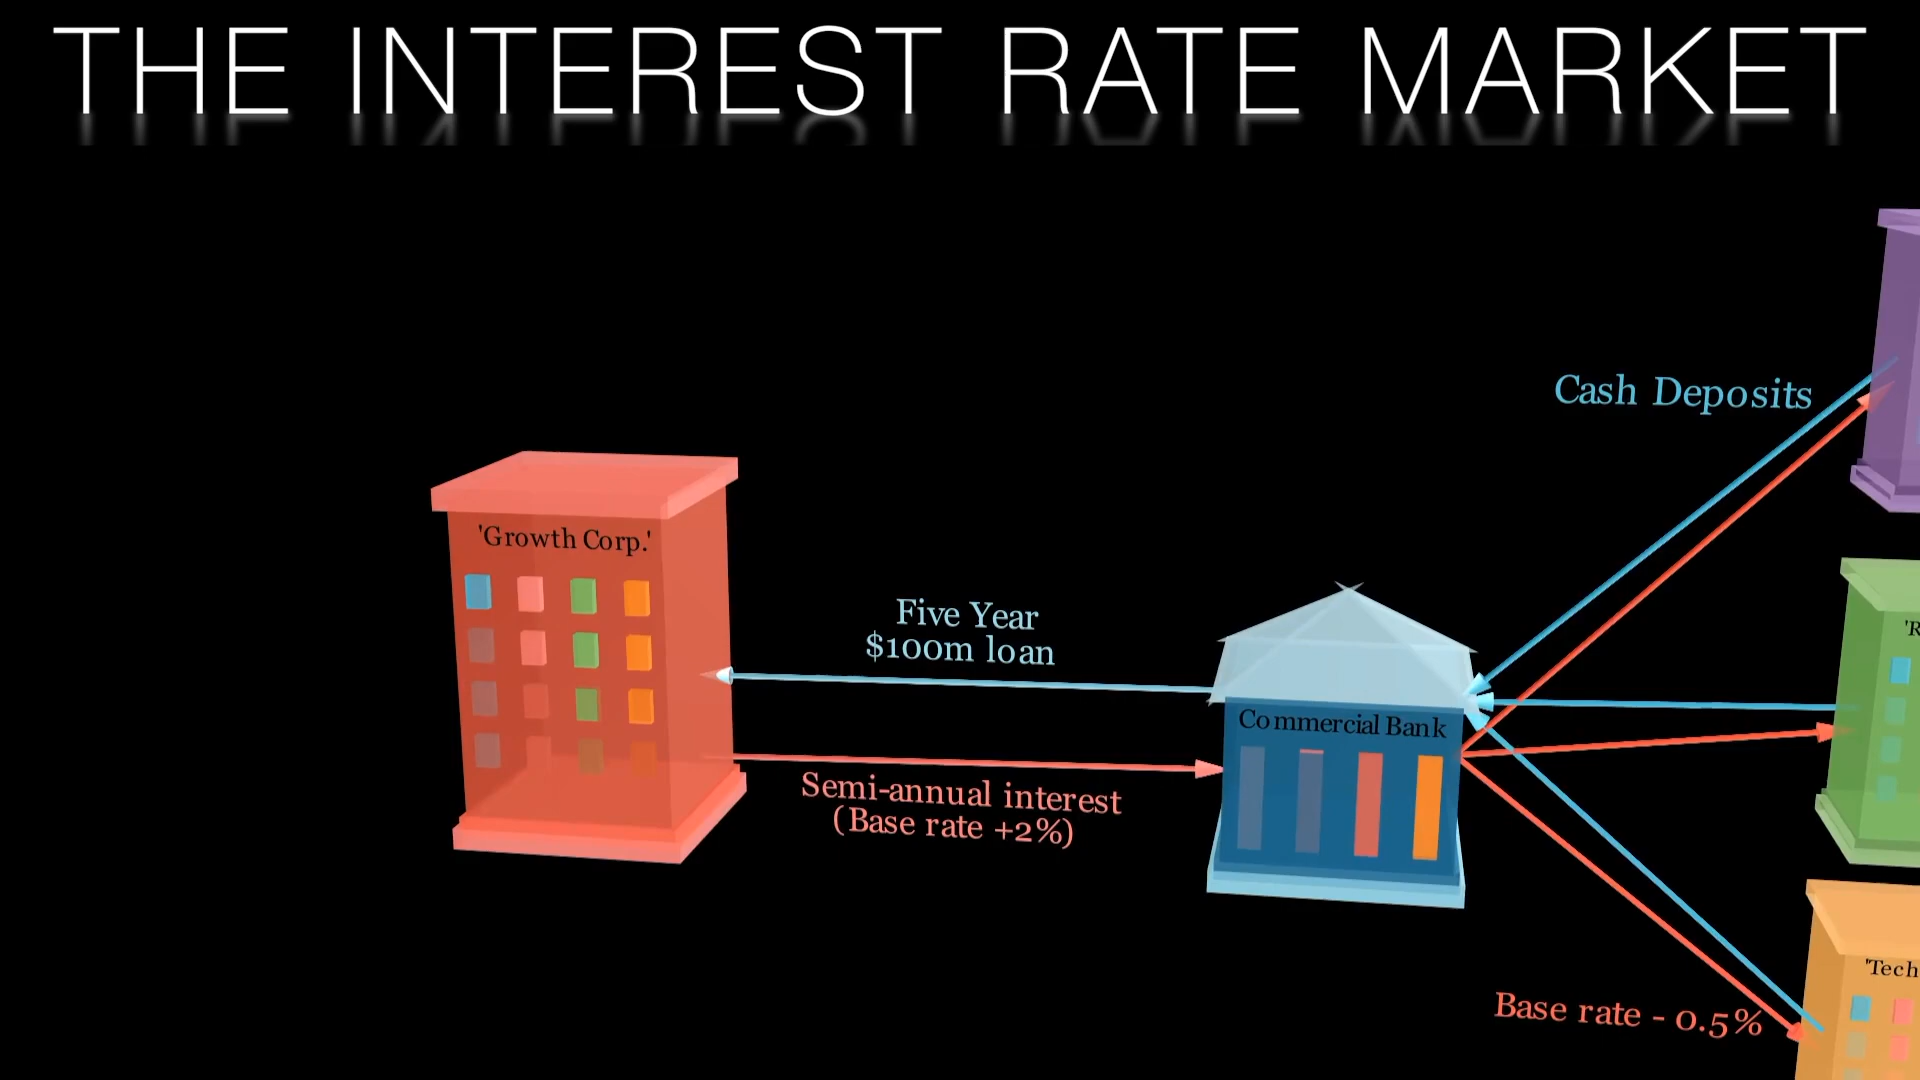 THE INTEREST RATE MARKET
Cash Deposits
'Growth Corp.'
Five Year
$100m loan
Commercial Bank
Semi-annual interest
(Base rate +2%)
'Tech
Base rate - 0.5%